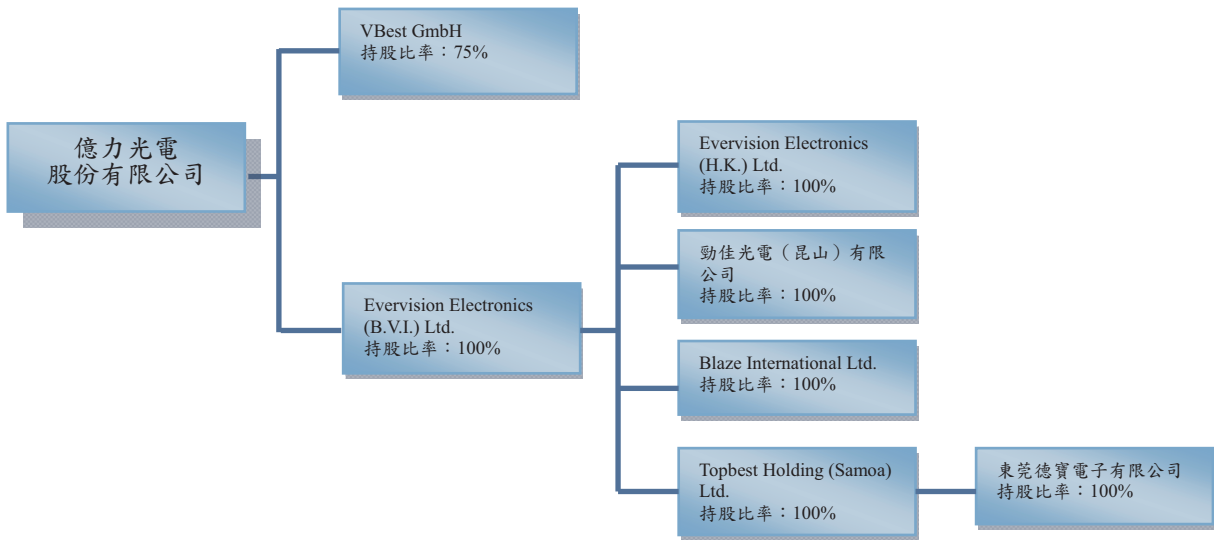 VBest GmbH
持股比率：75%
億力光電
股份有限公司
Evervision Electronics
(B.V.I.) Ltd.
持股比率：100%
Evervision Electronics
(H.K.) Ltd.
持股比率：100%
勁佳光電（昆山）有限
公司
持股比率：100%
Blaze International Ltd.
持股比率：100%
Topbest Holding (Samoa)
Ltd.
持股比率：100%
東莞德寶電子有限公司
持股比率：100%